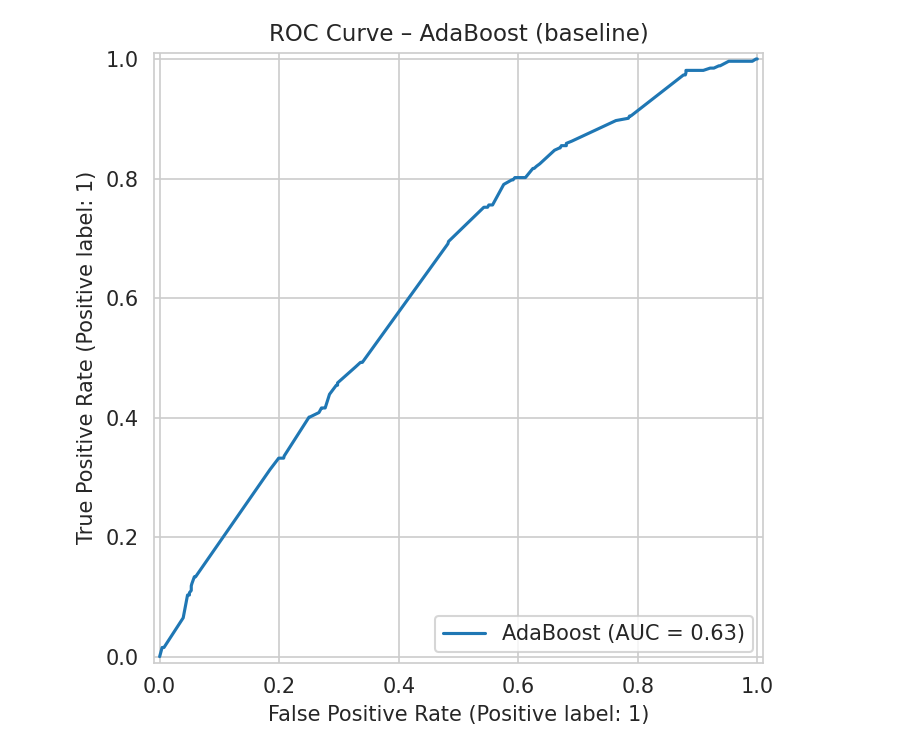 ROC Curve – AdaBoost (baseline)
True Positive Rate (Positive label: 1)
1.0
0.8
0.6
0.4
0.2
0.0
AdaBoost (AUC = 0.63)
0.0 0.2 0.4 0.6 0.8 1.0
False Positive Rate (Positive label: 1)